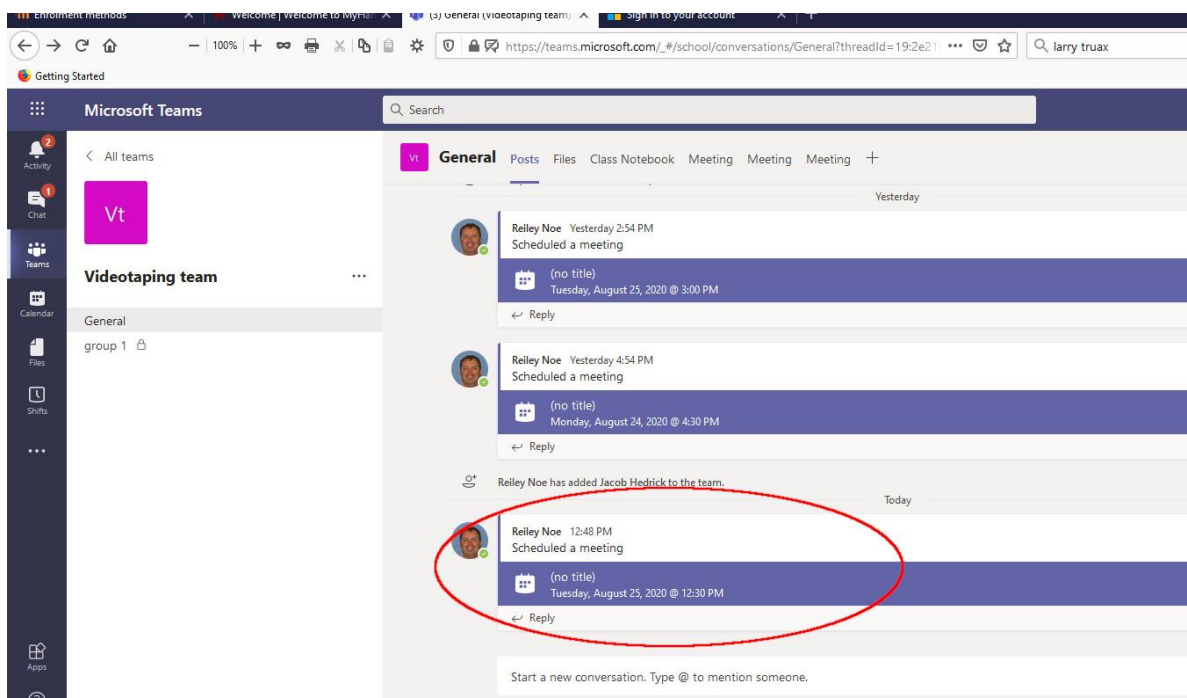 Enrolment methods
Welcome | Welcome to MyHan
(3) General (Videotaping team)
Sign in to your account
100%
https://teams.microsoft.com/_#/school/conversations/General?threadId=19:2e21
larry truax
Getting Started
Microsoft Teams
Search
2
Activity
1
Chat
Teams
Calendar
Files
Shifts
Apps
< All teams
Vt
Videotaping team
...
General
group 1
Vt
General
Posts
Files
Class Notebook
Meeting
Meeting
Meeting
+
Yesterday
Reiley Noe Yesterday 2:54 PM
Scheduled a meeting
(no title)
Tuesday, August 25, 2020 @ 3:00 PM
Reply
Reiley Noe Yesterday 4:54 PM
Scheduled a meeting
(no title)
Monday, August 24, 2020 @ 4:30 PM
Reply
Reiley Noe has added Jacob Hedrick to the team.
Today
Reiley Noe 12:48 PM
Scheduled a meeting
(no title)
Tuesday, August 25, 2020 @ 12:30 PM
Reply
Start a new conversation. Type @ to mention someone.